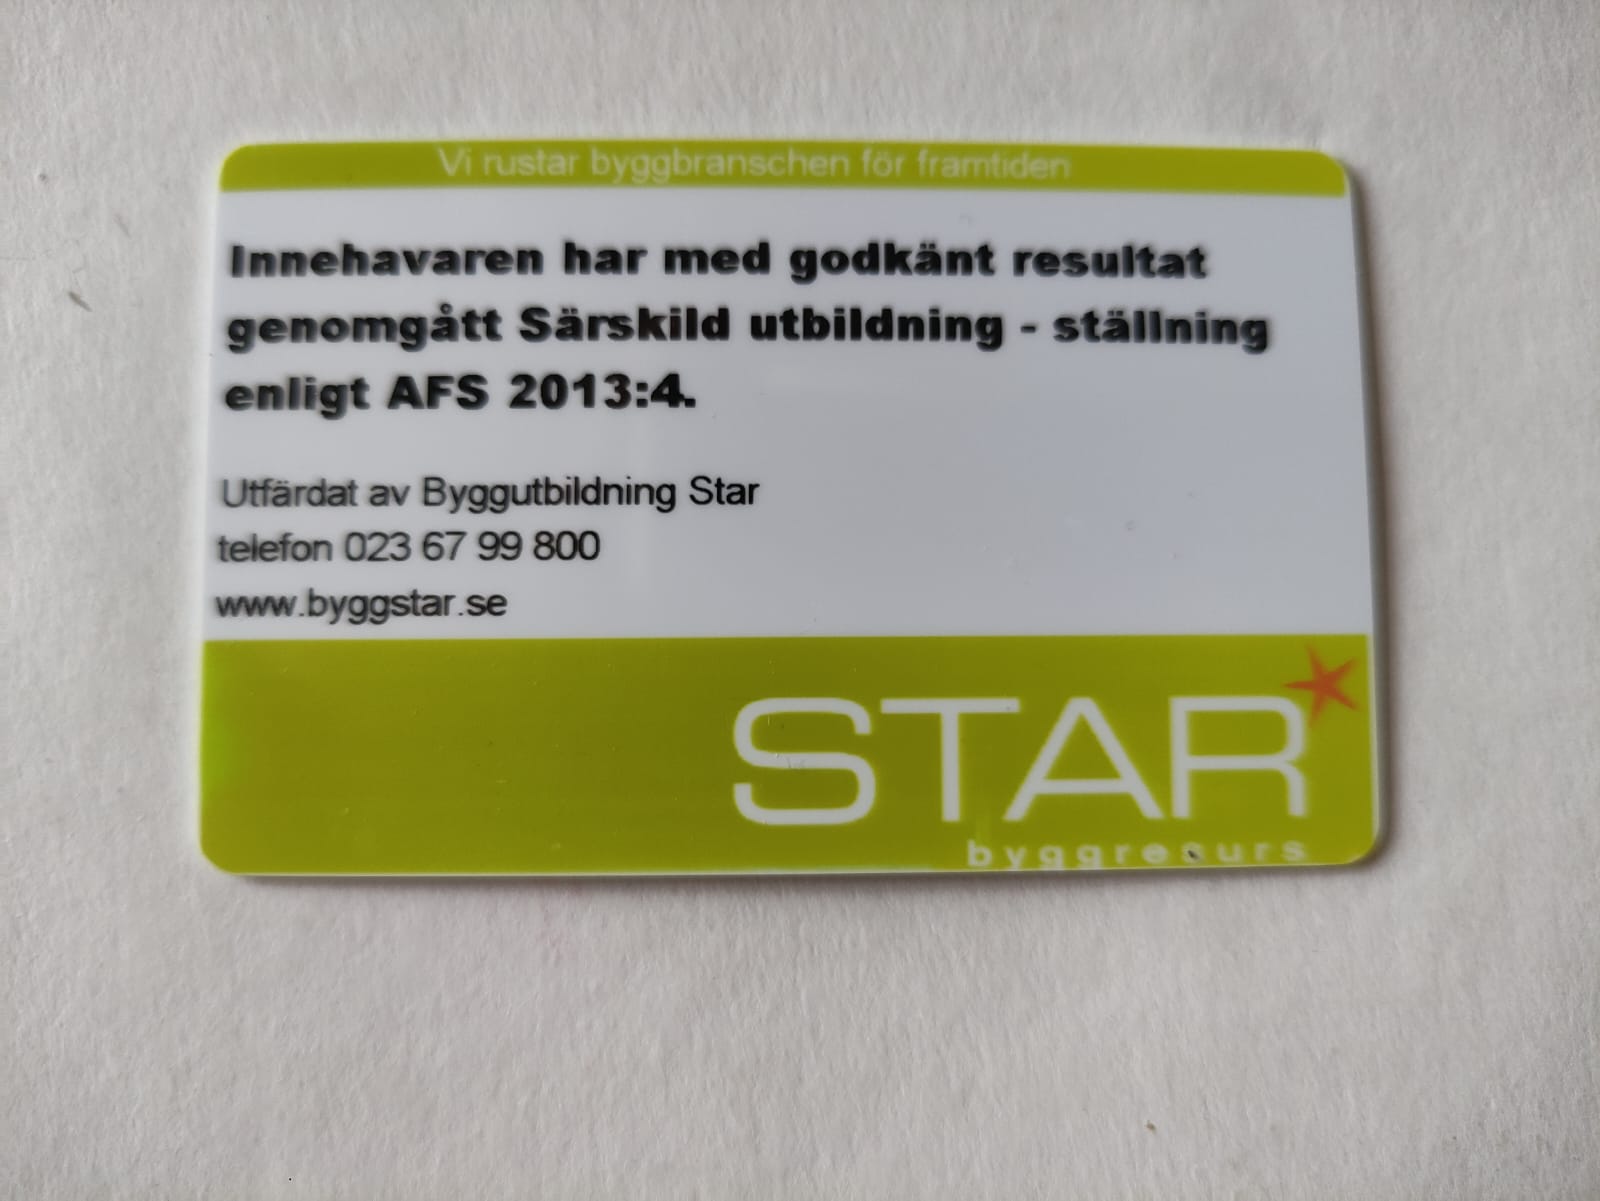 Vi rustar byggbranschen för framtiden
Innehavaren har med godkänt resultat
genomgått Särskild utbildning - ställning
enligt AFS 2013:4.
Utfärdat av Byggutbildning Star
telefon 023 67 99 800
www.byggstar.se
STAR
byggresurs